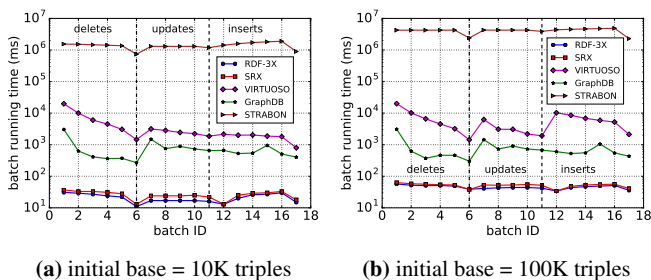 10^7
10^6
10^5
10^4
10^3
10^2
10^1
batch running time (ms)
deletes
updates
inserts
RDF-3X
SRX
VIRTUOSO
GraphDB
STRABON
0 2 4 6 8 10 12 14 16 18
batch ID
(a) initial base = 10K triples
10^7
10^6
10^5
10^4
10^3
10^2
10^1
batch running time (ms)
RDF-3X
SRX
VIRTUOSO
GraphDB
STRABON
deletes
updates
inserts
0 2 4 6 8 10 12 14 16 18
batch ID
(b) initial base = 100K triples